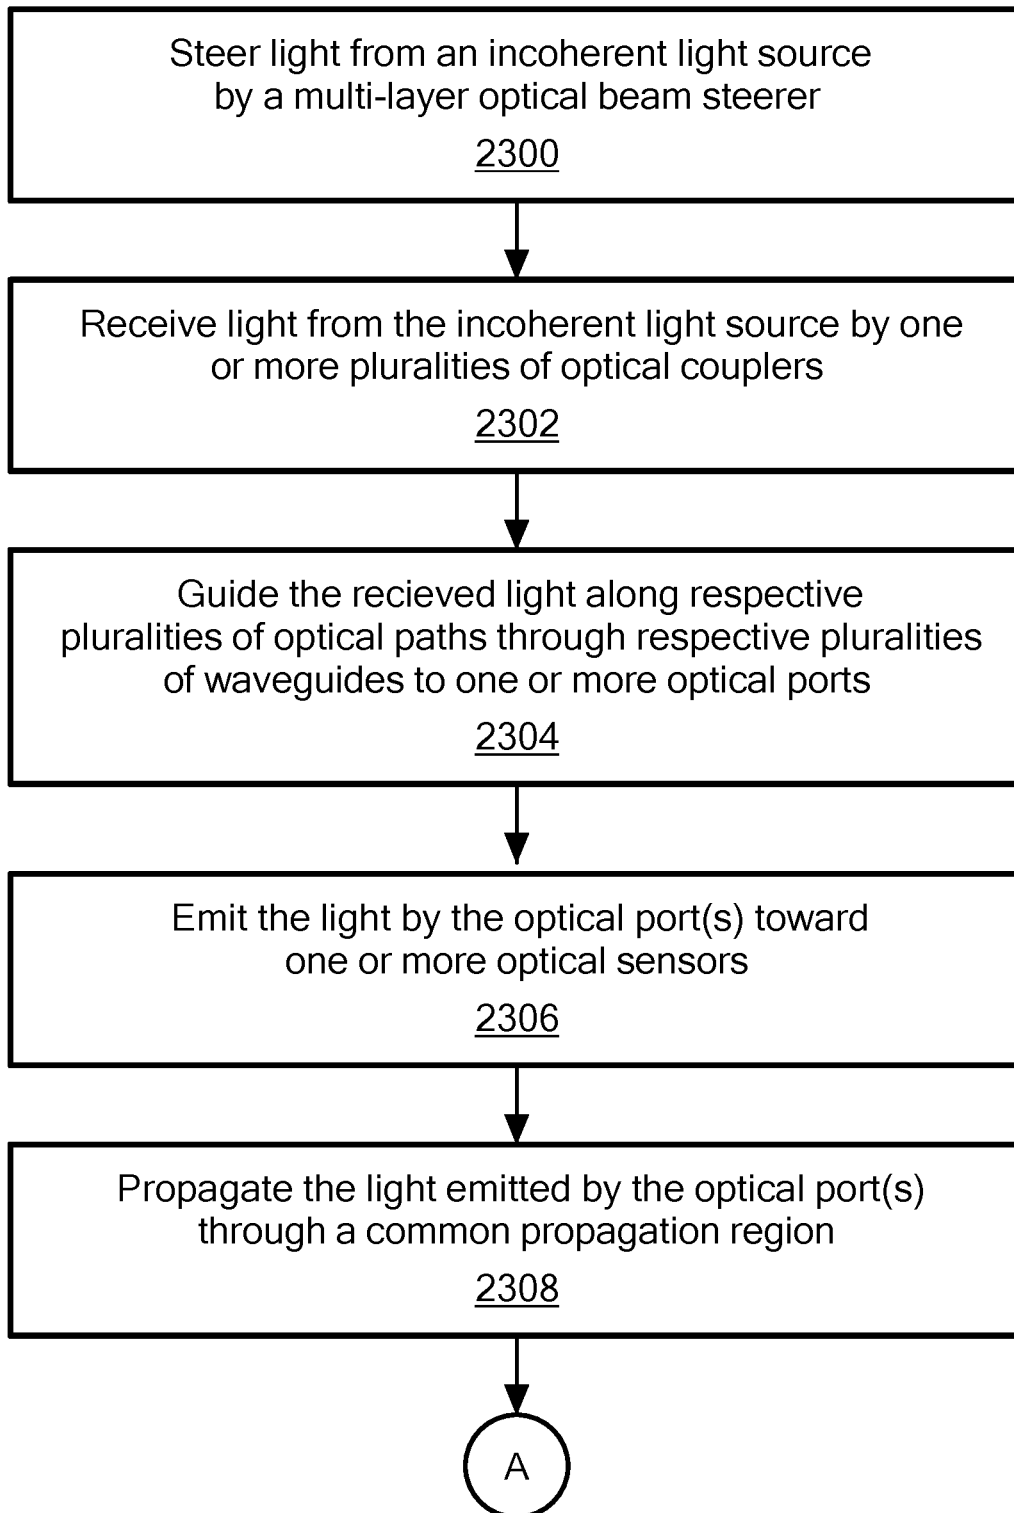 Steer light from an incoherent light source
by a multi-layer optical beam steerer
2300
Receive light from the incoherent light source by one
or more pluralities of optical couplers
2302
Guide the recieved light along respective
pluralities of optical paths through respective pluralities
of waveguides to one or more optical ports
2304
Emit the light by the optical port(s) toward
one or more optical sensors
2306
Propagate the light emitted by the optical port(s)
through a common propagation region
2308
A